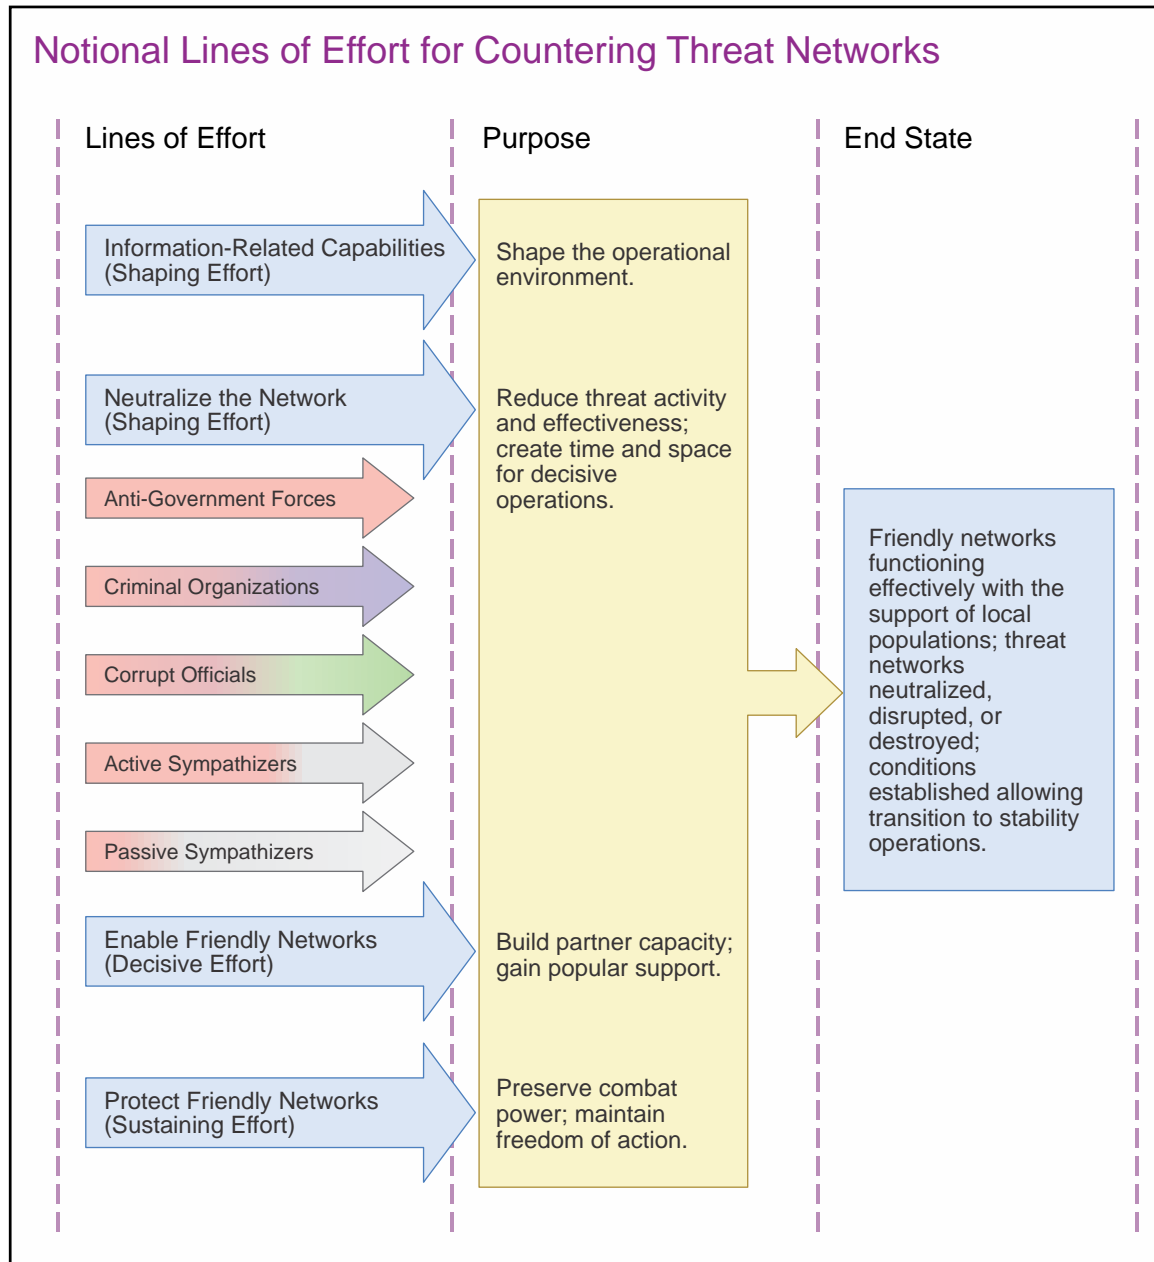 Notional Lines of Effort for Countering Threat Networks
Lines of Effort
Purpose
End State
Information-Related Capabilities
(Shaping Effort)
Shape the operational
environment.
Neutralize the Network
(Shaping Effort)
Reduce threat activity
and effectiveness;
create time and space
for decisive
operations.
Anti-Government Forces
Criminal Organizations
Corrupt Officials
Active Sympathizers
Passive Sympathizers
Enable Friendly Networks
(Decisive Effort)
Build partner capacity;
gain popular support.
Protect Friendly Networks
(Sustaining Effort)
Preserve combat
power; maintain
freedom of action.
Friendly networks
functioning
effectively with the
support of local
populations; threat
networks
neutralized,
disrupted, or
destroyed;
conditions
established allowing
transition to stability
operations.